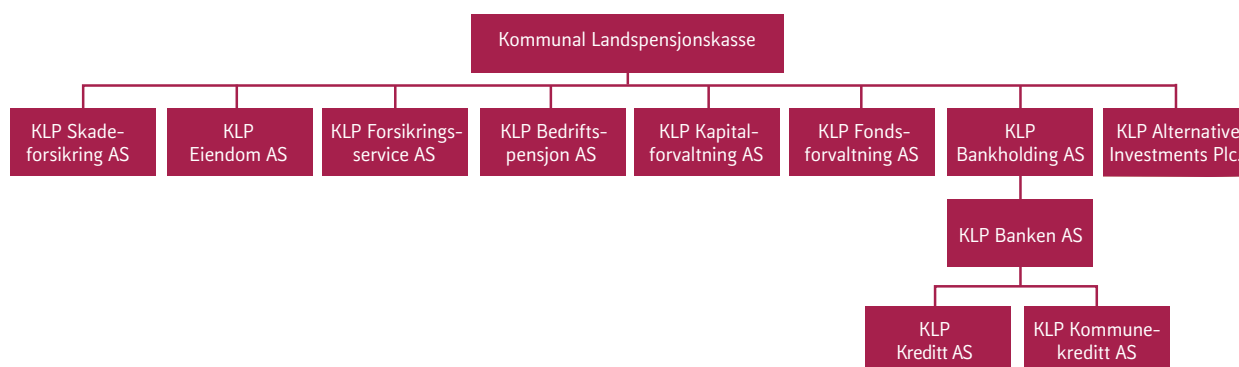 Kommunal Landspensjonskasse
KLP Skade-
forsikring AS
KLP
Eiendom AS
KLP Forsikrings-
service AS
KLP Bedrifts-
pensjon AS
KLP Kapital-
forvaltning AS
KLP Fonds-
forvaltning AS
KLP
Bankholding AS
KLP Alternative
Investments Plc.
KLP Banken AS
KLP
Kreditt AS
KLP Kommune-
kreditt AS